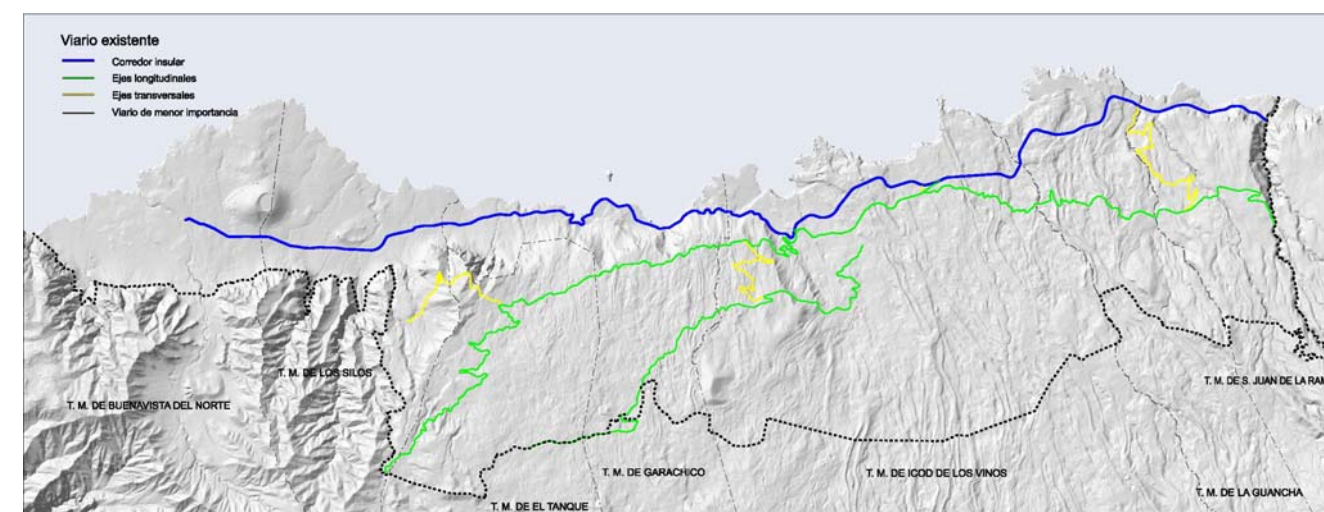 Viario existente
Corredor insular
Ejes longitudinales
Ejes transversales
Viario de menor importancia
T. M. DE LOS SILOS
T. M. DE BUENAVISTA DEL NORTE
T. M. DE S. JUAN DE LA RAM
T. M. DE GARACHICO
T. M. DE ICOD DE LOS VINOS
T. M. DE EL TANQUE
T. M. DE LA GUANCHA